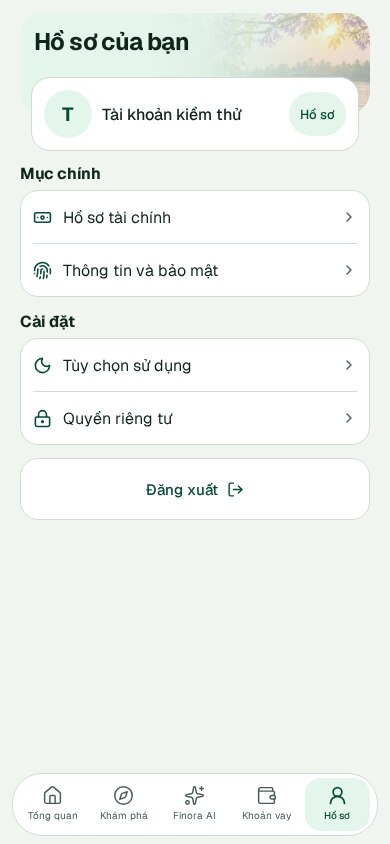 Hồ sơ của bạn
T
Tài khoản kiểm thử
Hồ sơ
Mục chính
Hồ sơ tài chính
Thông tin và bảo mật
Cài đặt
Tùy chọn sử dụng
Quyền riêng tư
Đăng xuất
Tổng quan
Khám phá
Finora AI
Khoản vay
Hồ sơ